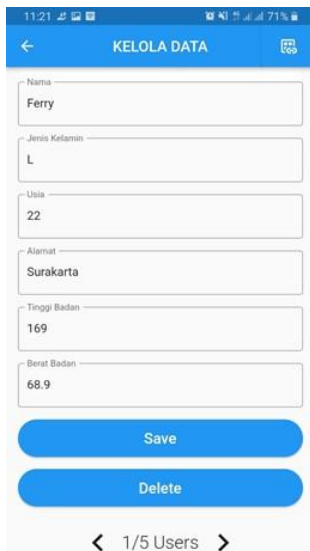 11:21
71%
KELOLA DATA
Nama
Ferry
Jenis Kelamin
L
Usia
22
Alamat
Surakarta
Tinggi Badan
169
Berat Badan
68.9
Save
Delete
1/5 Users